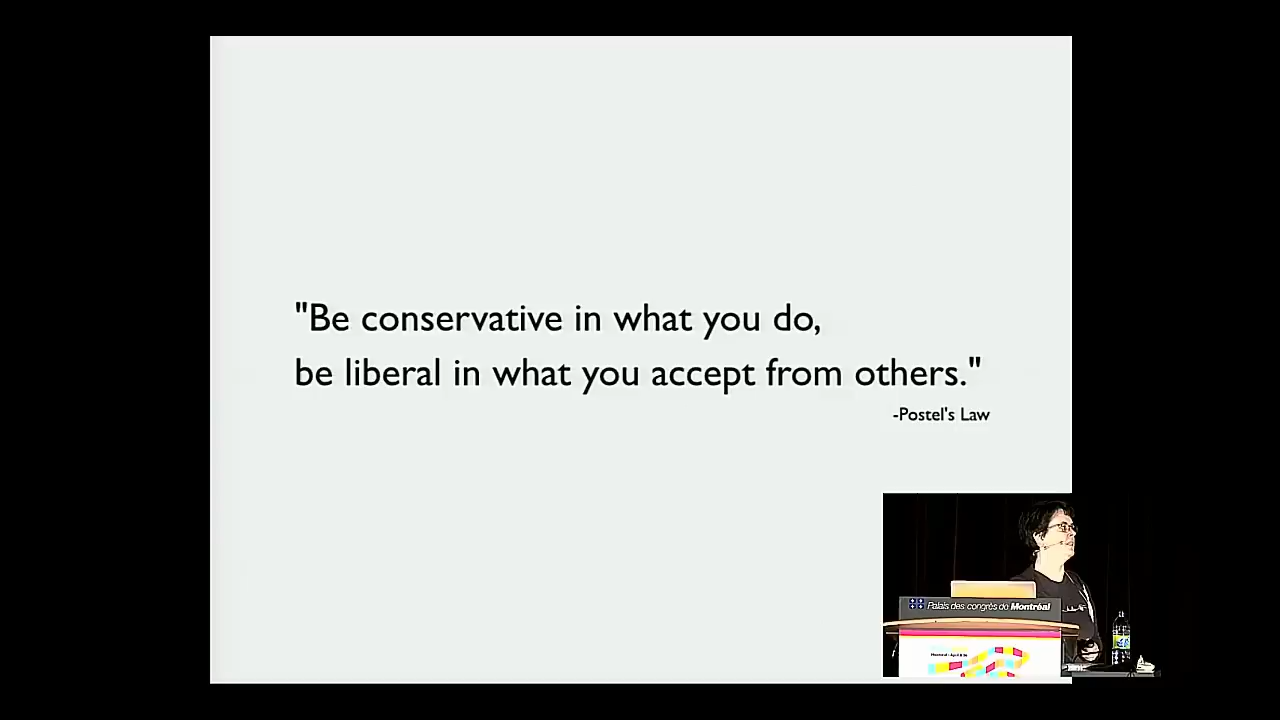 "Be conservative in what you do,
be liberal in what you accept from others."
-Postel's Law
Palais des congrès de Montréal